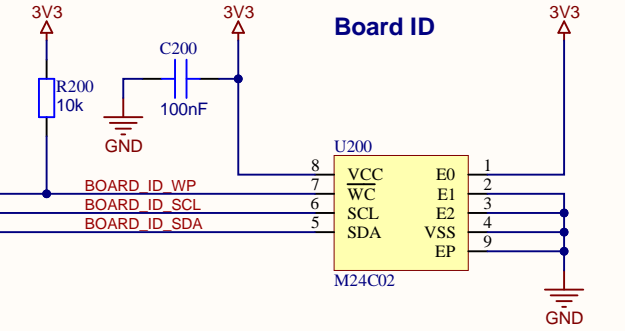 3V3
3V3
Board ID
3V3
C200
R200
10k
100nF
GND
U200
8
VCC
E0
1
BOARD_ID_WP
7
WC
E1
2
BOARD_ID_SCL
6
SCL
E2
3
BOARD_ID_SDA
5
SDA
VSS
4
EP
9
M24C02
GND